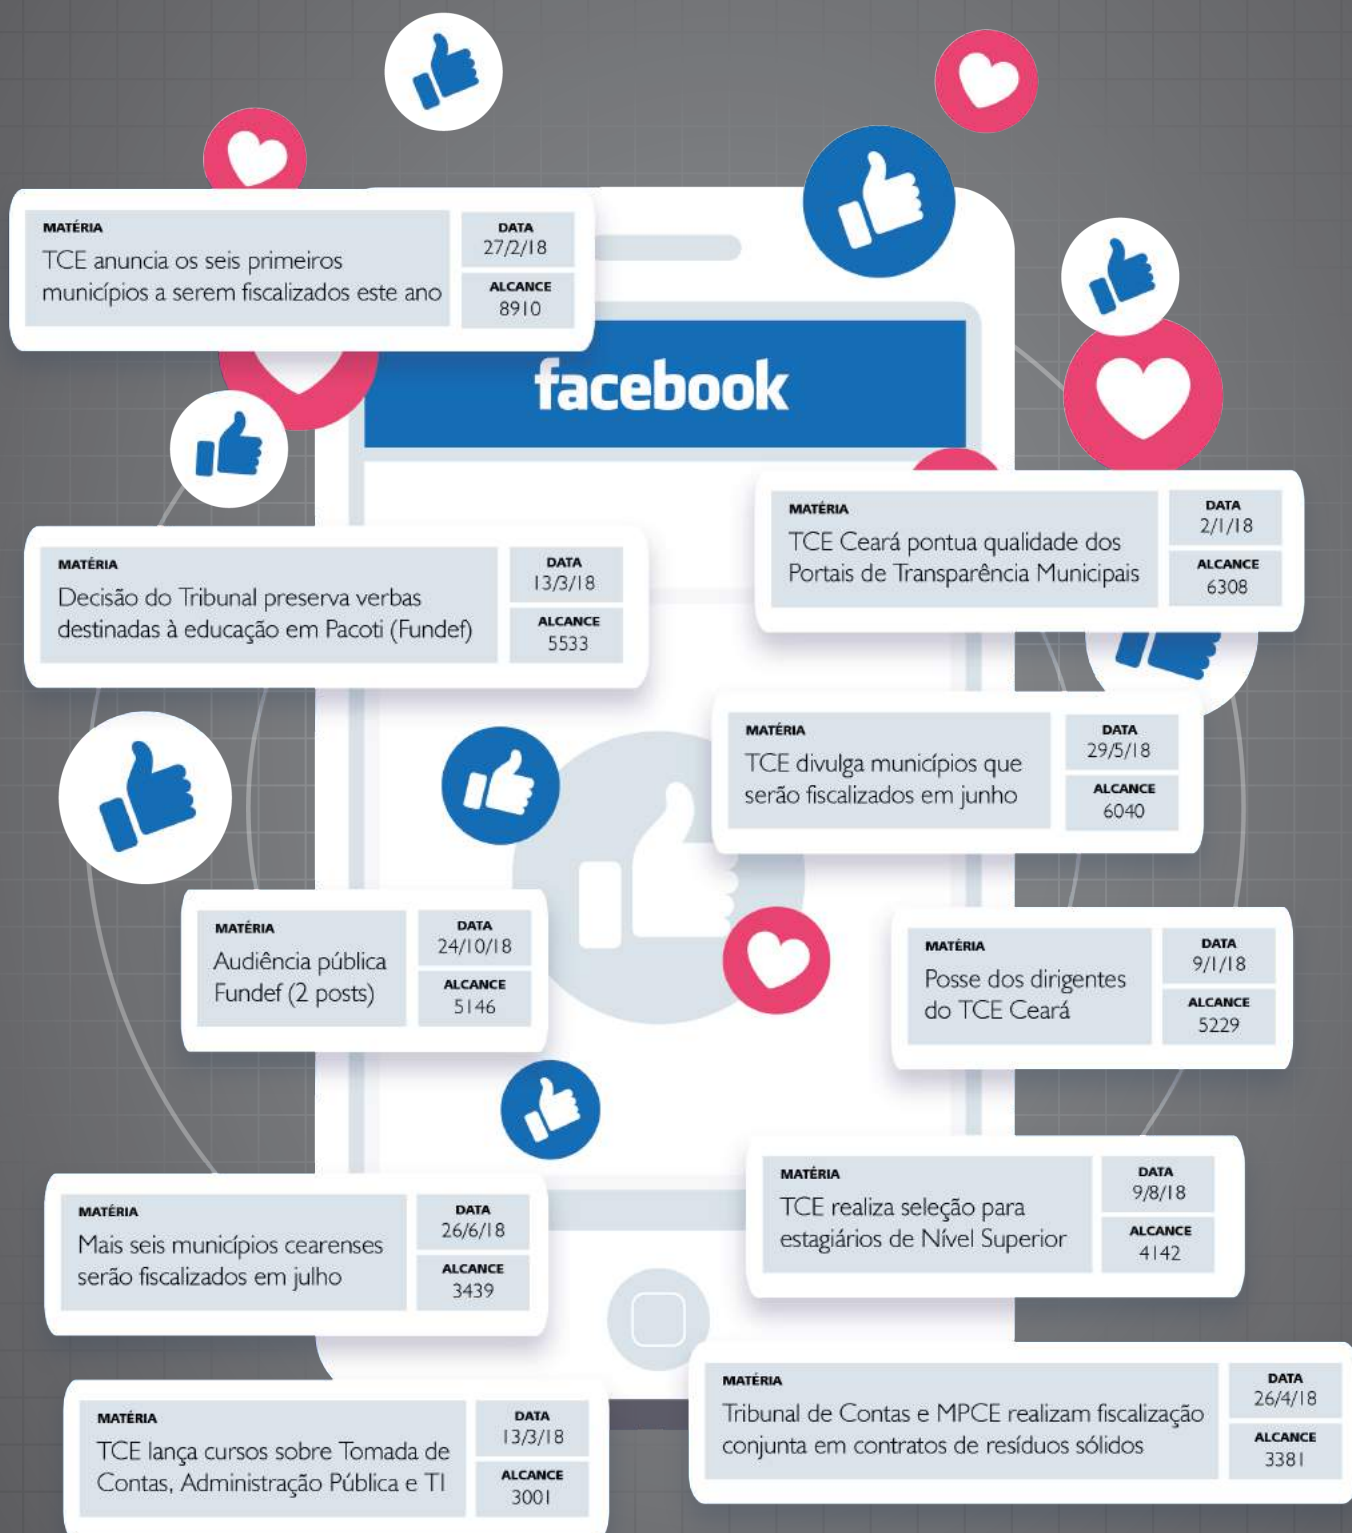 MATÉRIA
TCE anuncia os seis primeiros
municípios a serem fiscalizados este ano
DATA
27/2/18
ALCANCE
8910
facebook
MATÉRIA
TCE Ceará pontua qualidade dos
Portais de Transparência Municipais
DATA
2/1/18
ALCANCE
6308
MATÉRIA
Decisão do Tribunal preserva verbas
destinadas à educação em Pacoti (Fundef)
DATA
13/3/18
ALCANCE
5533
MATÉRIA
TCE divulga municípios que
serão fiscalizados em junho
DATA
29/5/18
ALCANCE
6040
MATÉRIA
Audiência pública
Fundef (2 posts)
DATA
24/10/18
ALCANCE
5146
MATÉRIA
Posse dos dirigentes
do TCE Ceará
DATA
9/1/18
ALCANCE
5229
MATÉRIA
TCE realiza seleção para
estagiários de Nível Superior
DATA
9/8/18
ALCANCE
4142
MATÉRIA
Mais seis municípios cearenses
serão fiscalizados em julho
DATA
26/6/18
ALCANCE
3439
MATÉRIA
Tribunal de Contas e MPCE realizam fiscalização
conjunta em contratos de resíduos sólidos
DATA
26/4/18
ALCANCE
3381
MATÉRIA
TCE lança cursos sobre Tomada de
Contas, Administração Pública e TI
DATA
13/3/18
ALCANCE
3001